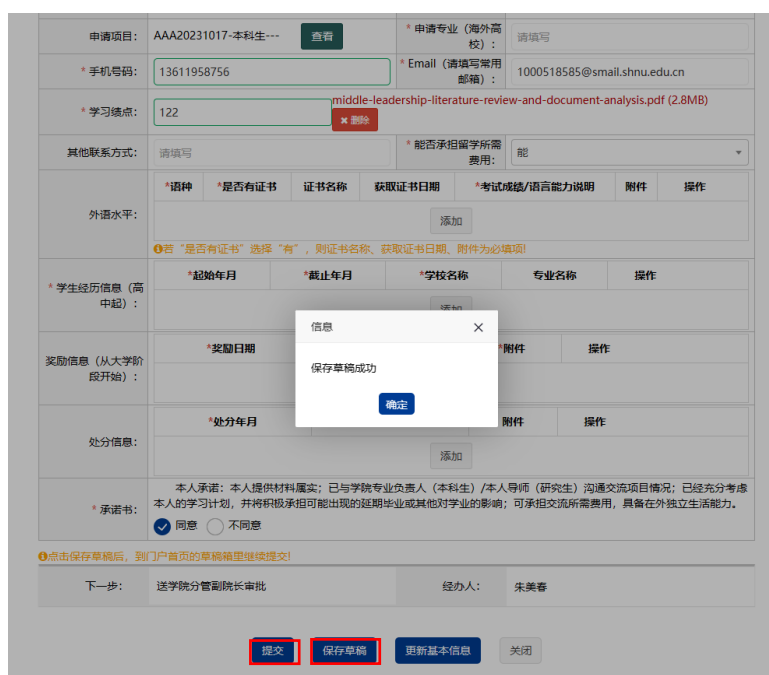 申请项目： AAA20231017-本科生--- 查看 * 申请专业（海外高
校）： 请填写
* 手机号码： 13611958756 * Email（请填写常用
邮箱）： 1000518585@smail.shnu.edu.cn
* 学习绩点： 122 middle-leadership-literature-review-and-document-analysis.pdf (2.8MB)
× 删除
其他联系方式： 请填写 * 能否承担留学所需
费用： 能
外语水平： *语种 *是否有证书 证书名称 获取证书日期 *考试成绩/语言能力说明 附件 操作
添加
若“是否有证书”选择“有”，则证书名称、获取证书日期、附件为必填项!
* 学生经历信息（高
中起）： *起始年月 *截止年月 *学校名称 专业名称 操作
信息 ×
保存草稿成功
确定
奖励信息（从大学阶
段开始）： *奖励日期 *附件 操作
处分信息： *处分年月 附件 操作
添加
* 承诺书： 本人承诺：本人提供材料属实；已与学院专业负责人（本科生）/本人导师（研究生）沟通交流项目情况；已经充分考虑
本人的学习计划，并将积极承担可能出现的延期毕业或其他对学业的影响；可承担交流所需费用，具备在外独立生活能力。
同意 不同意
点击保存草稿后，到门户首页的草稿箱里继续提交!
下一步： 送学院分管副院长审批 经办人： 朱美春
提交 保存草稿 更新基本信息 关闭